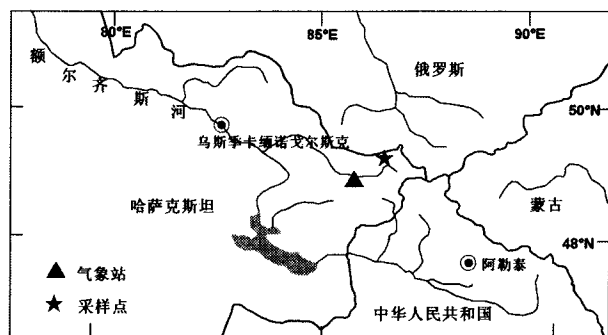 80°E 85°E 90°E
额尔齐斯河
俄罗斯
50°N
乌斯季卡缅诺戈尔斯克
哈萨克斯坦
蒙古
48°N
气象站
阿勒泰
采样点
中华人民共和国